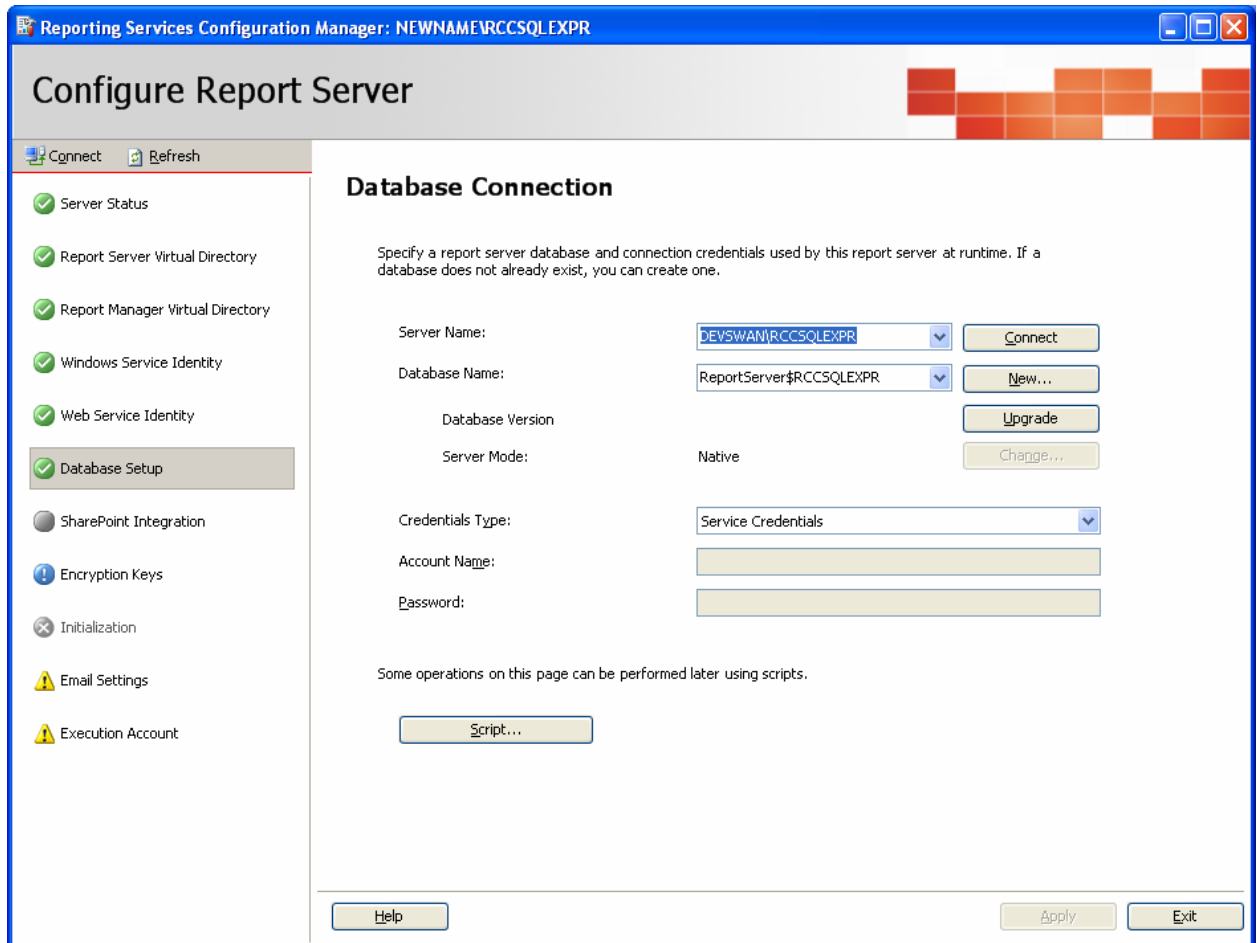 Reporting Services Configuration Manager: NEWNAME\RCCSQLEXPR
Configure Report Server
Connect
Refresh
Server Status
Report Server Virtual Directory
Report Manager Virtual Directory
Windows Service Identity
Web Service Identity
Database Setup
SharePoint Integration
Encryption Keys
Initialization
Email Settings
Execution Account
Database Connection
Specify a report server database and connection credentials used by this report server at runtime. If a
database does not already exist, you can create one.
Server Name: DEVSWAN\RCCSQLEXPR Connect
Database Name: ReportServer$RCCSQLEXPR New...
Database Version Upgrade
Server Mode: Native Change...
Credentials Type: Service Credentials
Account Name:
Password:
Some operations on this page can be performed later using scripts.
Script...
Help Apply Exit